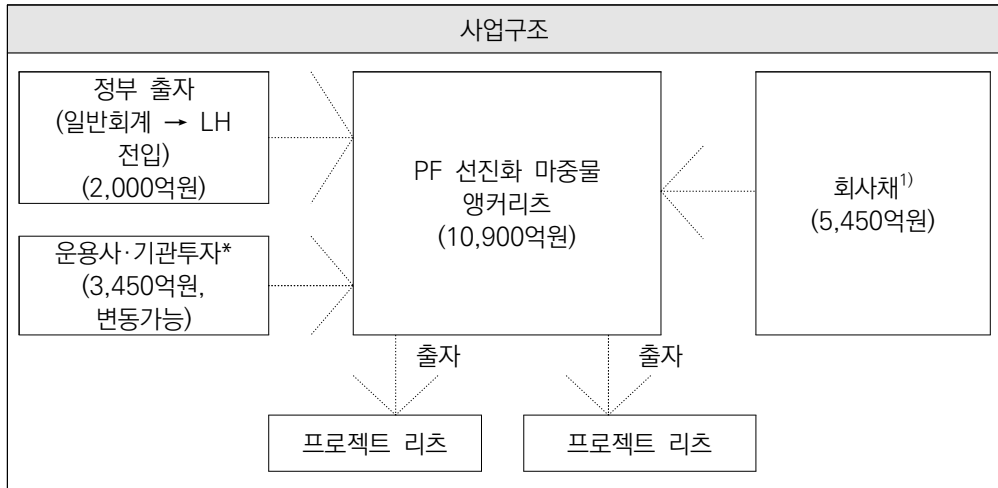 사업구조
정부 출자
(일반회계 → LH
전입)
(2,000억원)
운용사·기관투자*
(3,450억원,
변동가능)
PF 선진화 마중물
앵커리츠
(10,900억원)
회사채1)
(5,450억원)
출자
출자
프로젝트 리츠
프로젝트 리츠